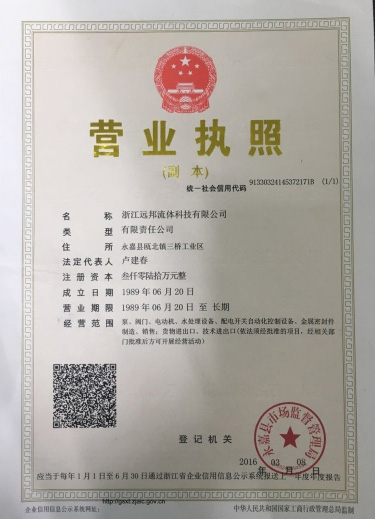 营业执照
(副本)
统一社会信用代码 91330324145372171B (1/1)
名称 浙江远邦流体科技有限公司
类型 有限责任公司
住所 永嘉县瓯北镇三桥工业区
法定代表人 卢建春
注册资本 叁仟零陆拾万元整
成立日期 1989年06月20日
营业期限 1989年06月20日至长期
经营范围 泵、阀门、电动机、水处理设备、配电开关自动化控制设备、金属密封件
制造、销售；货物进出口、技术进出口(依法须经批准的项目，经相关部
门批准后方可开展经营活动)
永嘉县市场监督管理局
登记机关
2016年03月08日
应当于每年1月1日至6月30日通过浙江省企业信用信息公示系统报送上一年度年度报告
http://gsxt.zjaic.gov.cn
企业信用信息公示系统网址：
中华人民共和国国家工商行政管理总局监制